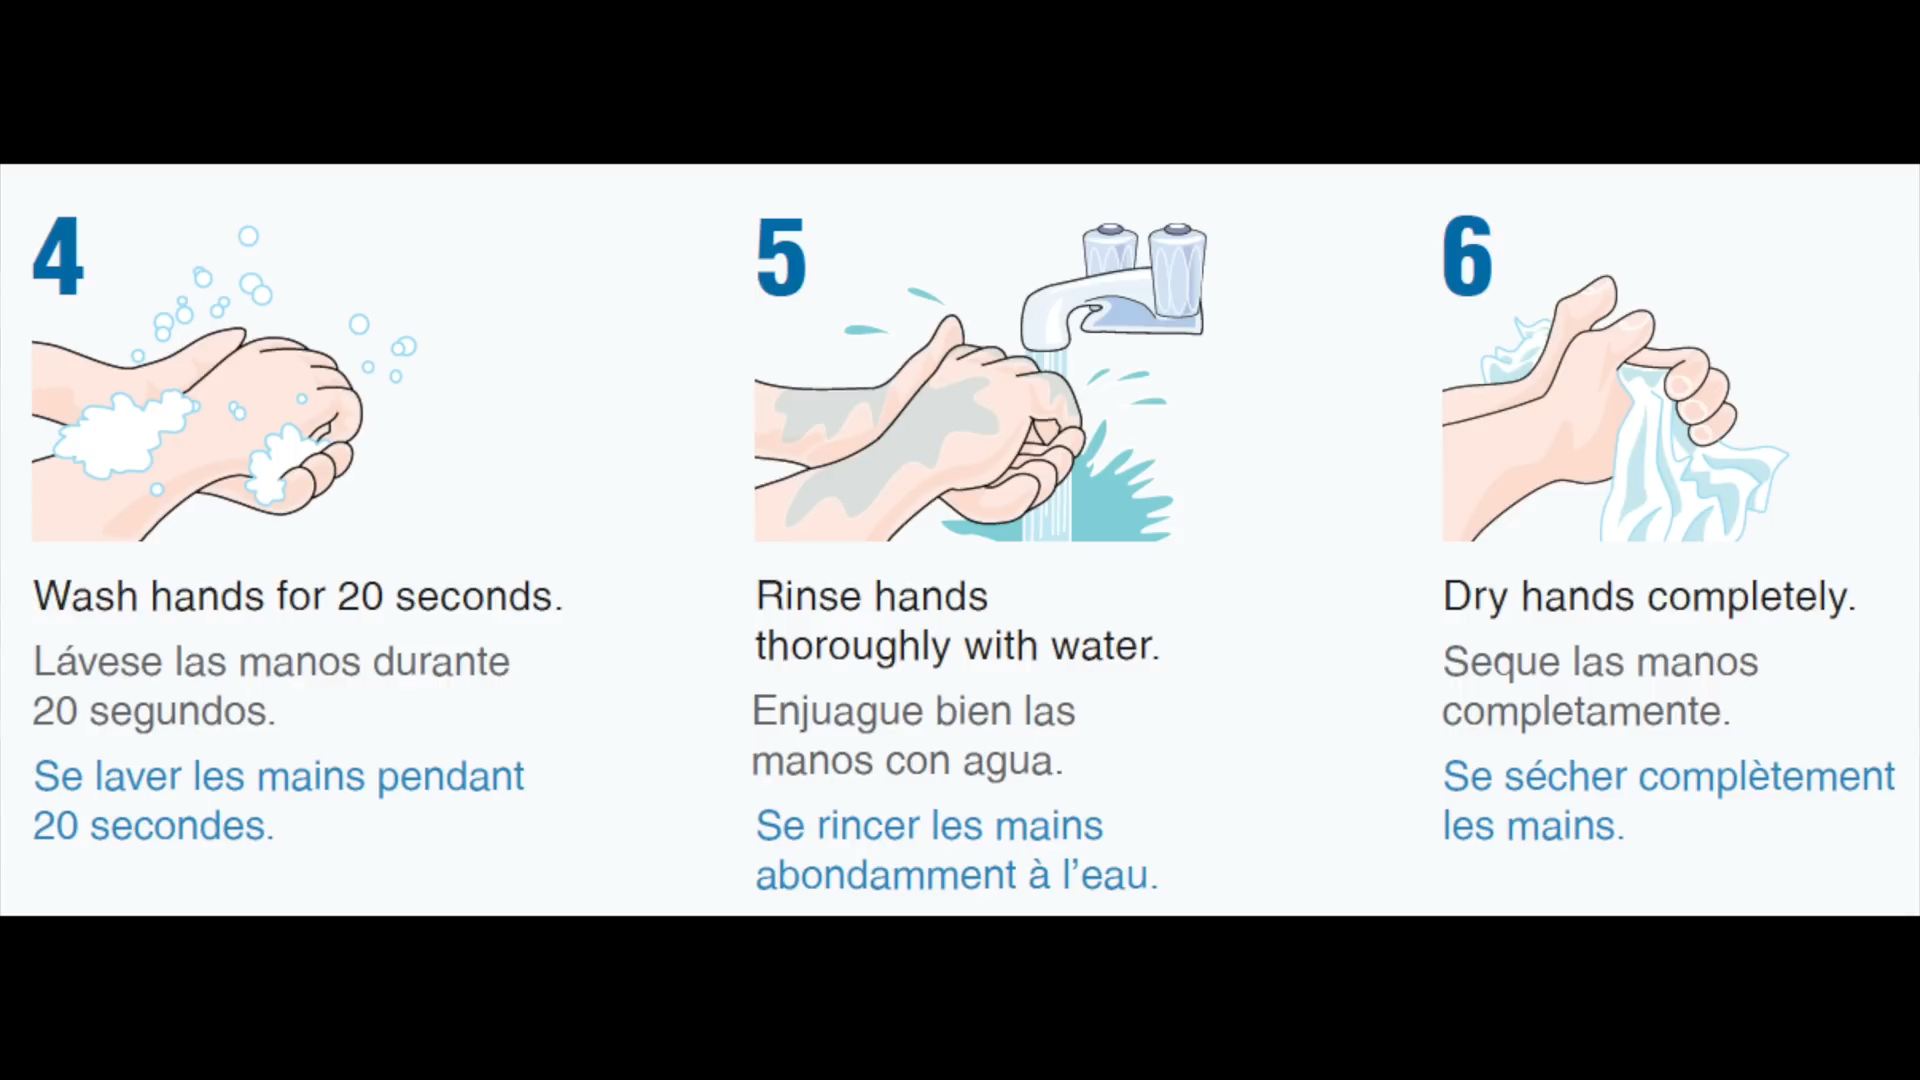 4
Wash hands for 20 seconds.
Lávese las manos durante
20 segundos.
Se laver les mains pendant
20 secondes.
5
Rinse hands
thoroughly with water.
Enjuague bien las
manos con agua.
Se rincer les mains
abondamment à l’eau.
6
Dry hands completely.
Seque las manos
completamente.
Se sécher complètement
les mains.